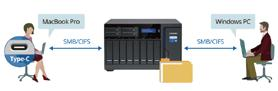 MacBook Pro
Windows PC
SMB/CIFS
SMB/CIFS
Type-C